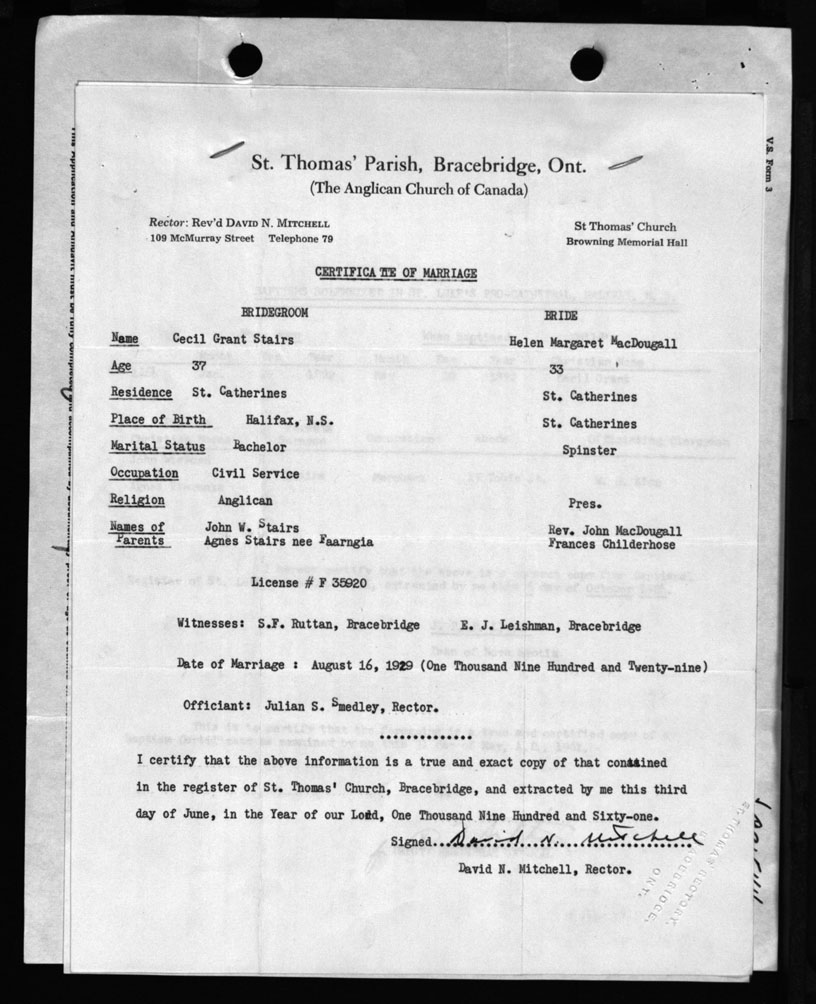 V.S. Form 3
St. Thomas' Parish, Bracebridge, Ont.
(The Anglican Church of Canada)
Rector: Rev'd DAVID N. MITCHELL
109 McMurray Street Telephone 79
St Thomas' Church
Browning Memorial Hall
CERTIFICATE OF MARRIAGE
BRIDEGROOM BRIDE
Name Cecil Grant Stairs Helen Margaret MacDougall
Age 37 33
Residence St. Catherines St. Catherines
Place of Birth Halifax, N.S. St. Catherines
Marital Status Bachelor Spinster
Occupation Civil Service
Religion Anglican Pres.
Names of John W. Stairs Rev. John MacDougall
Parents Agnes Stairs nee Faarngia Frances Childerhose
License # F 35920
Witnesses: S.F. Ruttan, Bracebridge E. J. Leishman, Bracebridge
Date of Marriage : August 16, 1929 (One Thousand Nine Hundred and Twenty-nine)
Officiant: Julian S. Smedley, Rector.
..............
I certify that the above information is a true and exact copy of that contained
in the register of St. Thomas' Church, Bracebridge, and extracted by me this third
day of June, in the Year of our Lord, One Thousand Nine Hundred and Sixty-one.
Signed..David N. Mitchell
David N. Mitchell, Rector.
ST. THOMAS' RECTORY,
BRACEBRIDGE,
ONT.